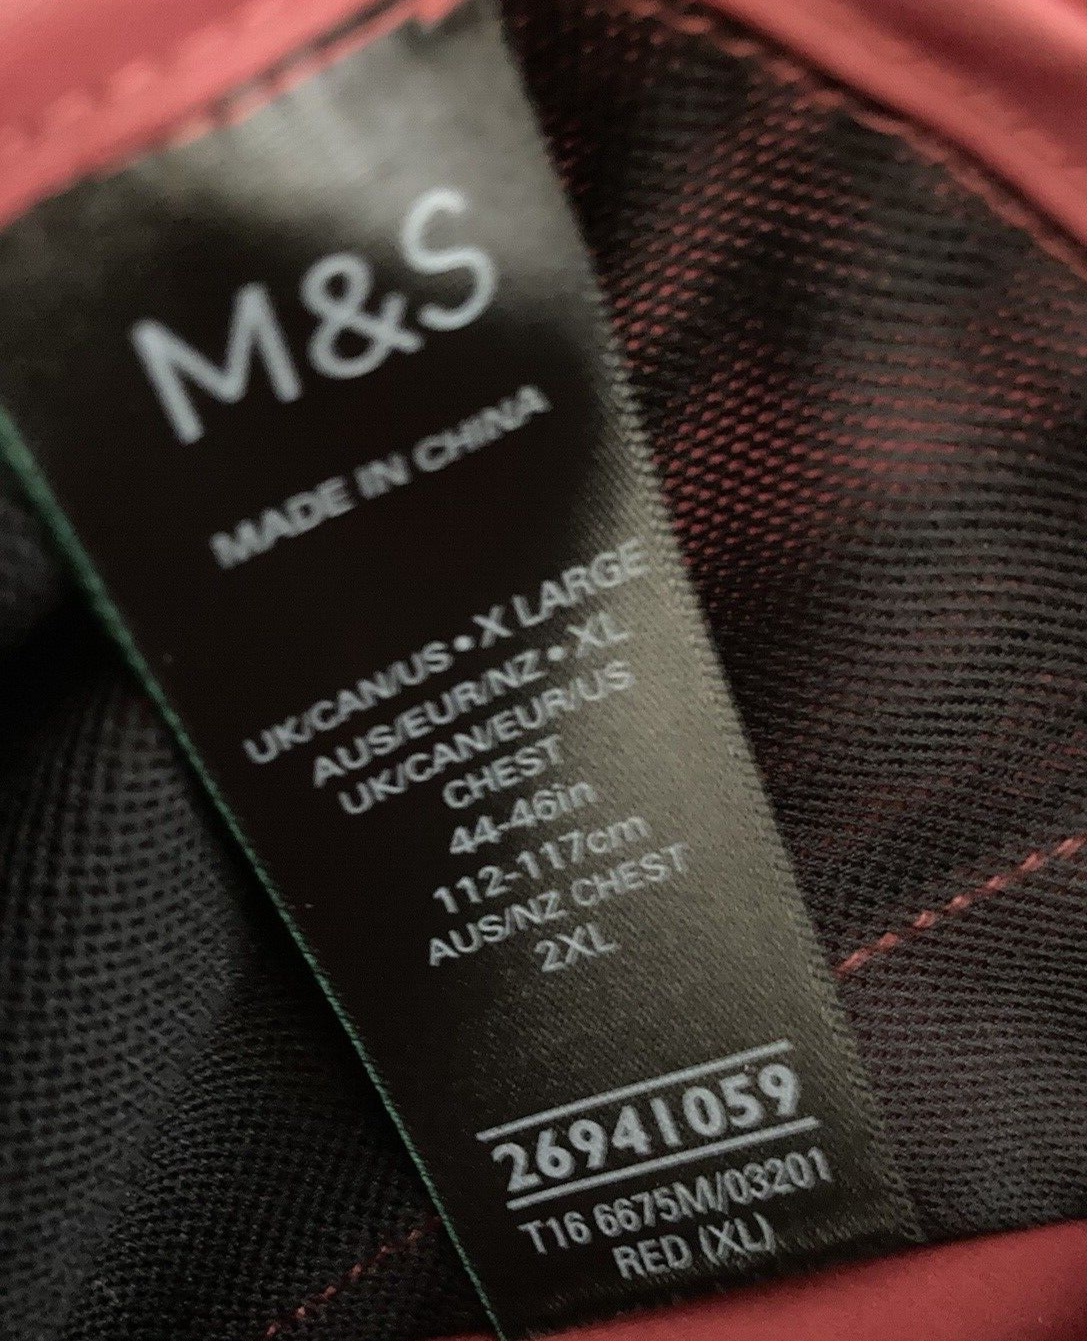 M&S
MADE IN CHINA
UK/CAN/US • X LARGE
AUS/EUR/NZ • XL
UK/CAN/EUR/US
CHEST
44-46in
112-117cm
AUS/NZ CHEST
2XL
26941059
T16 6675M/03201
RED (XL)